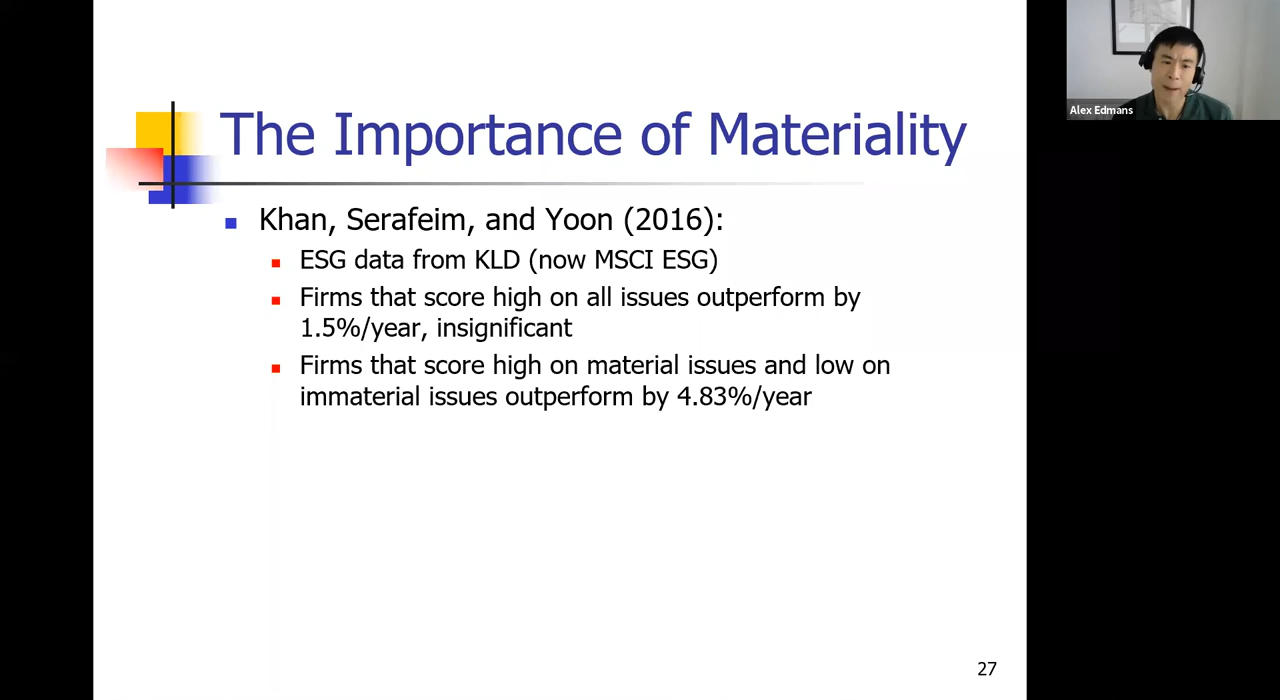 The Importance of Materiality
Khan, Serafeim, and Yoon (2016):
ESG data from KLD (now MSCI ESG)
Firms that score high on all issues outperform by
1.5%/year, insignificant
Firms that score high on material issues and low on
immaterial issues outperform by 4.83%/year
27
Alex Edmans